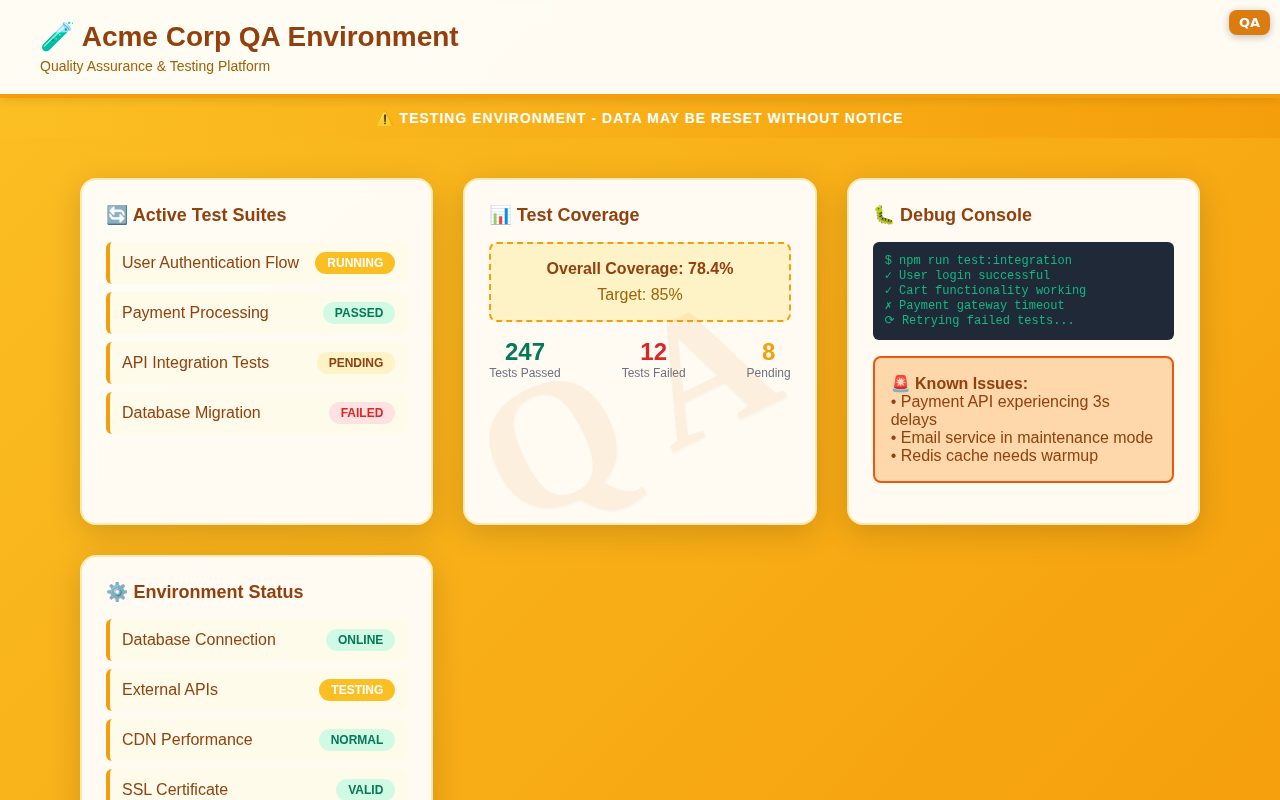 🧪 Acme Corp QA Environment
Quality Assurance & Testing Platform
QA
⚠️ TESTING ENVIRONMENT - DATA MAY BE RESET WITHOUT NOTICE
🔄 Active Test Suites
User Authentication Flow RUNNING
Payment Processing PASSED
API Integration Tests PENDING
Database Migration FAILED
📊 Test Coverage
Overall Coverage: 78.4%
Target: 85%
247 12 8
Tests Passed Tests Failed Pending
QA
🐛 Debug Console
$ npm run test:integration
✓ User login successful
✓ Cart functionality working
✗ Payment gateway timeout
⟳ Retrying failed tests...
🚨 Known Issues:
• Payment API experiencing 3s
delays
• Email service in maintenance mode
• Redis cache needs warmup
⚙️ Environment Status
Database Connection ONLINE
External APIs TESTING
CDN Performance NORMAL
SSL Certificate VALID